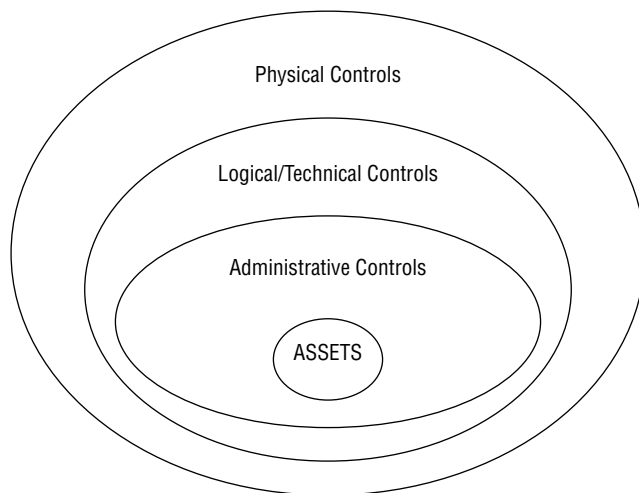 Physical Controls
Logical/Technical Controls
Administrative Controls
ASSETS